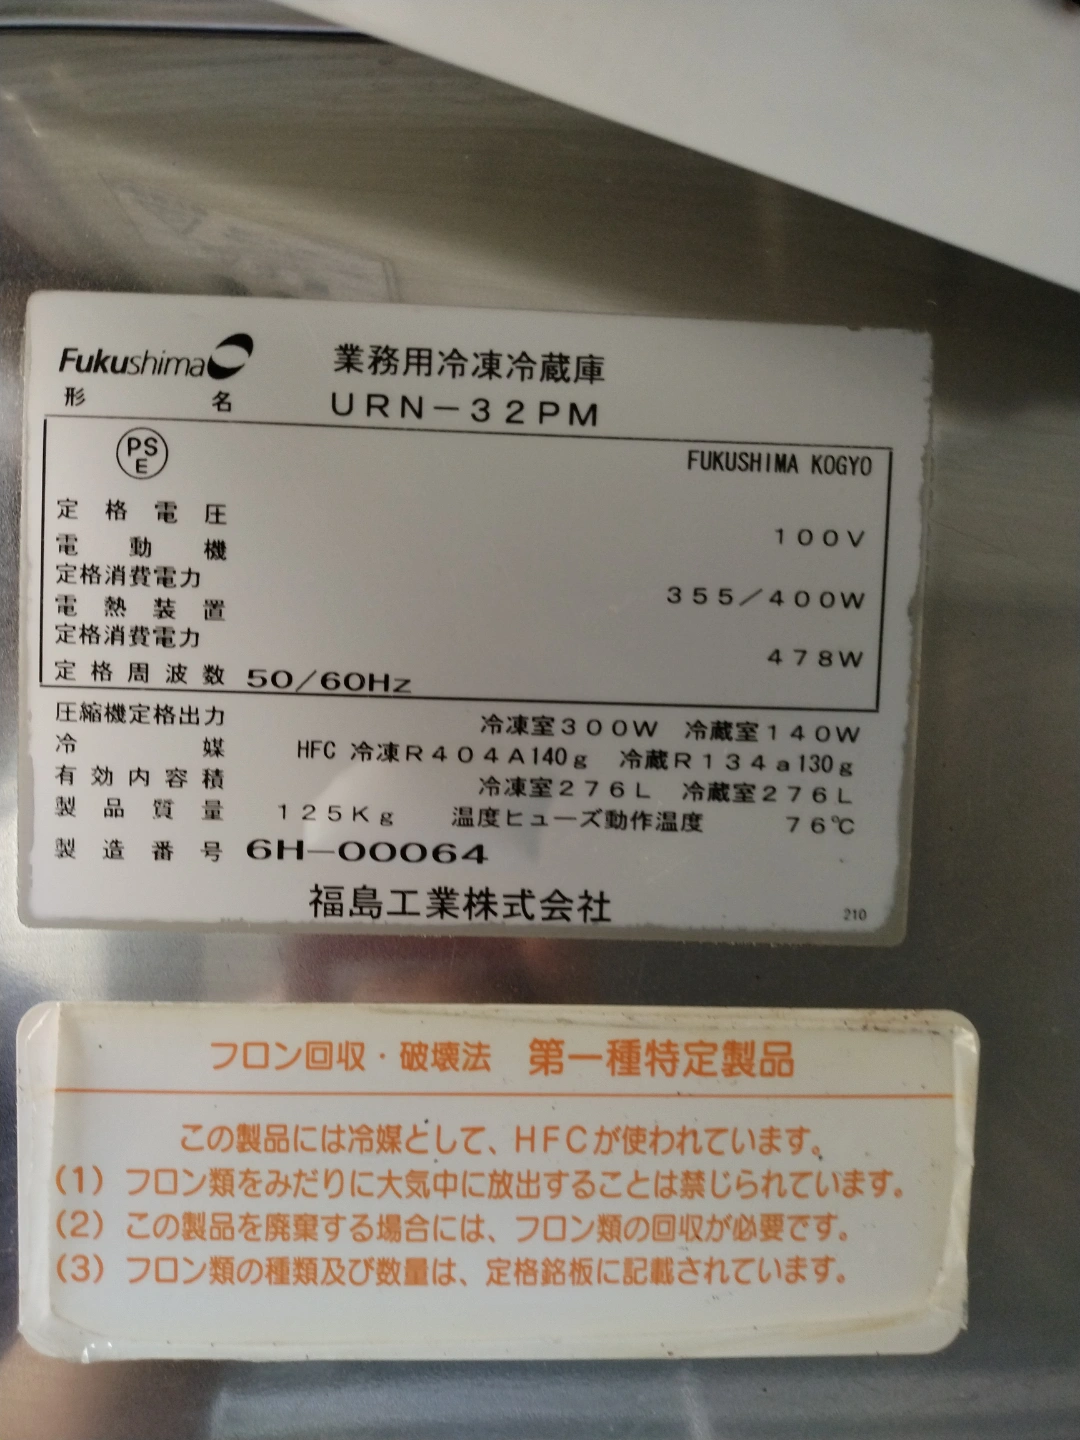 Fukushima 業務用冷凍冷蔵庫
形名 URN-32PM
PS E
FUKUSHIMA KOGYO
定格電圧 100V
電動機
定格消費電力 355/400W
電熱装置
定格消費電力 478W
定格周波数 50/60Hz
圧縮機定格出力 冷凍室300W 冷蔵室140W
冷媒 HFC 冷凍R404A140g 冷蔵R134a130g
有効内容積 冷凍室276L 冷蔵室276L
製品質量 125Kg 温度ヒューズ動作温度 76℃
製造番号 6H-00064
福島工業株式会社
210
フロン回収・破壊法 第一種特定製品
この製品には冷媒として、HFCが使われています。
(1) フロン類をみだりに大気中に放出することは禁じられています。
(2) この製品を廃棄する場合には、フロン類の回収が必要です。
(3) フロン類の種類及び数量は、定格銘板に記載されています。